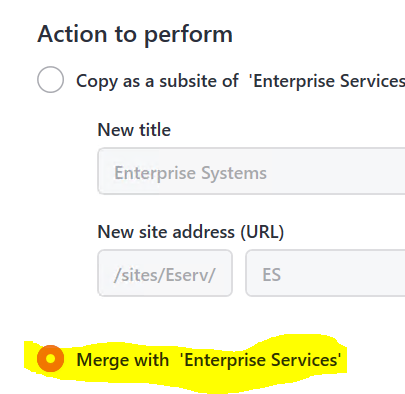 Action to perform
Copy as a subsite of 'Enterprise Services
New title
Enterprise Systems
New site address (URL)
/sites/Eserv/ ES
Merge with 'Enterprise Services'